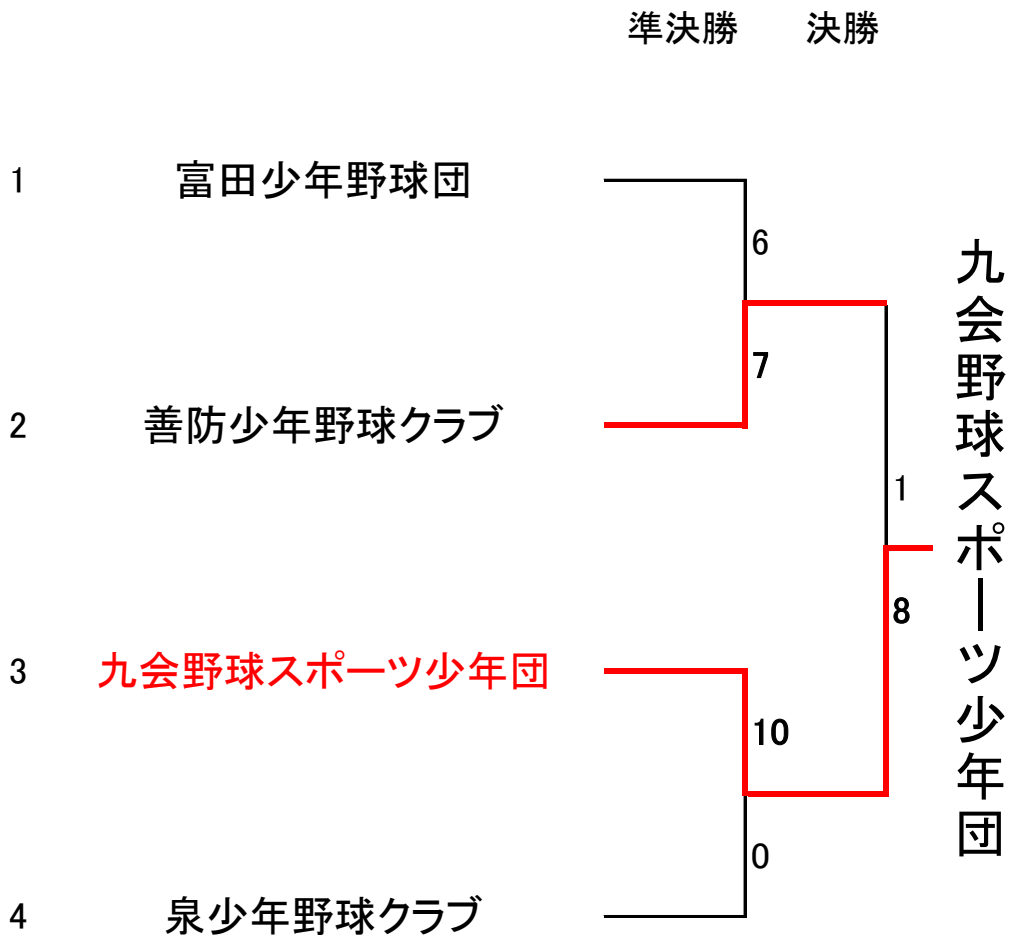 準決勝 決勝
1 富田少年野球団
6
7
2 善防少年野球クラブ
1
8
3 九会野球スポーツ少年団
10
0
4 泉少年野球クラブ
九会野球スポーツ少年団